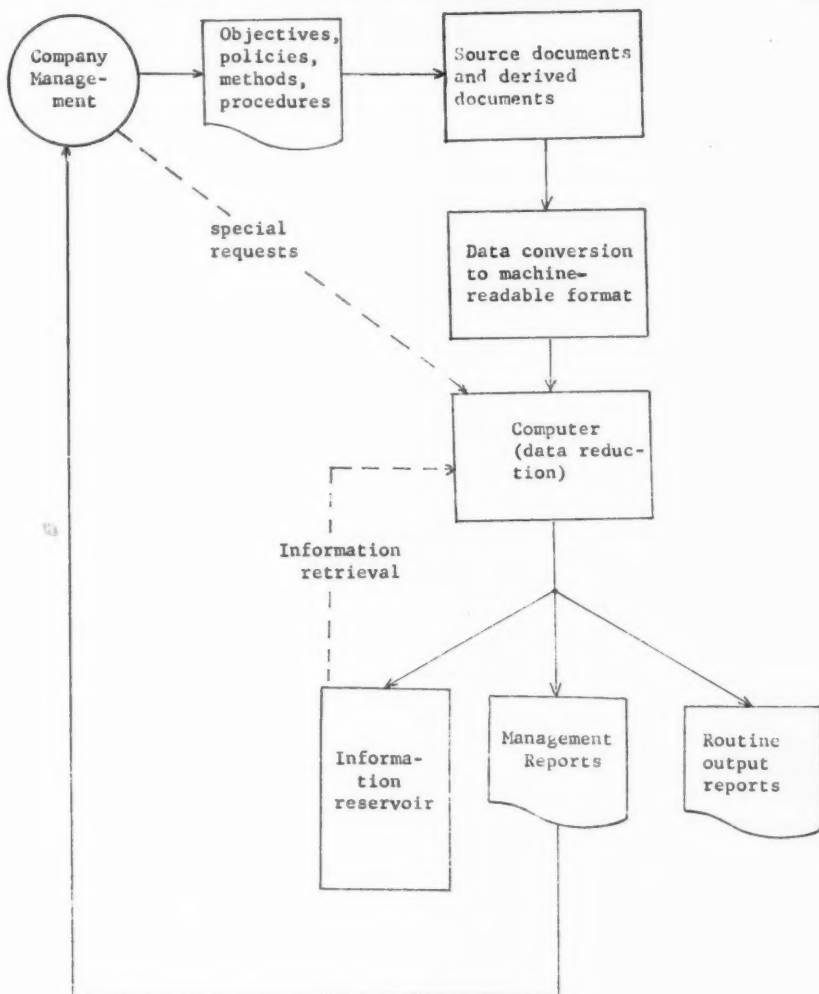 Company
Manage-
ment
Objectives,
policies,
methods,
procedures
Source documents
and derived
documents
special
requests
Data conversion
to machine-
readable format
Computer
(data reduc-
tion)
Information
retrieval
Informa-
tion
reservoir
Management
Reports
Routine
output
reports